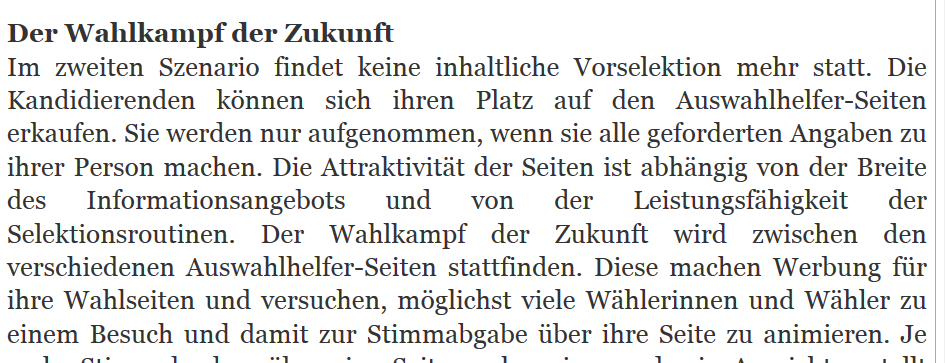 Der Wahlkampf der Zukunft
Im zweiten Szenario findet keine inhaltliche Vorselektion mehr statt. Die
Kandidierenden können sich ihren Platz auf den Auswahlhelfer-Seiten
erkaufen. Sie werden nur aufgenommen, wenn sie alle geforderten Angaben zu
ihrer Person machen. Die Attraktivität der Seiten ist abhängig von der Breite
des Informationsangebots und von der Leistungsfähigkeit der
Selektionsroutinen. Der Wahlkampf der Zukunft wird zwischen den
verschiedenen Auswahlhelfer-Seiten stattfinden. Diese machen Werbung für
ihre Wahlseiten und versuchen, möglichst viele Wählerinnen und Wähler zu
einem Besuch und damit zur Stimmabgabe über ihre Seite zu animieren. Je